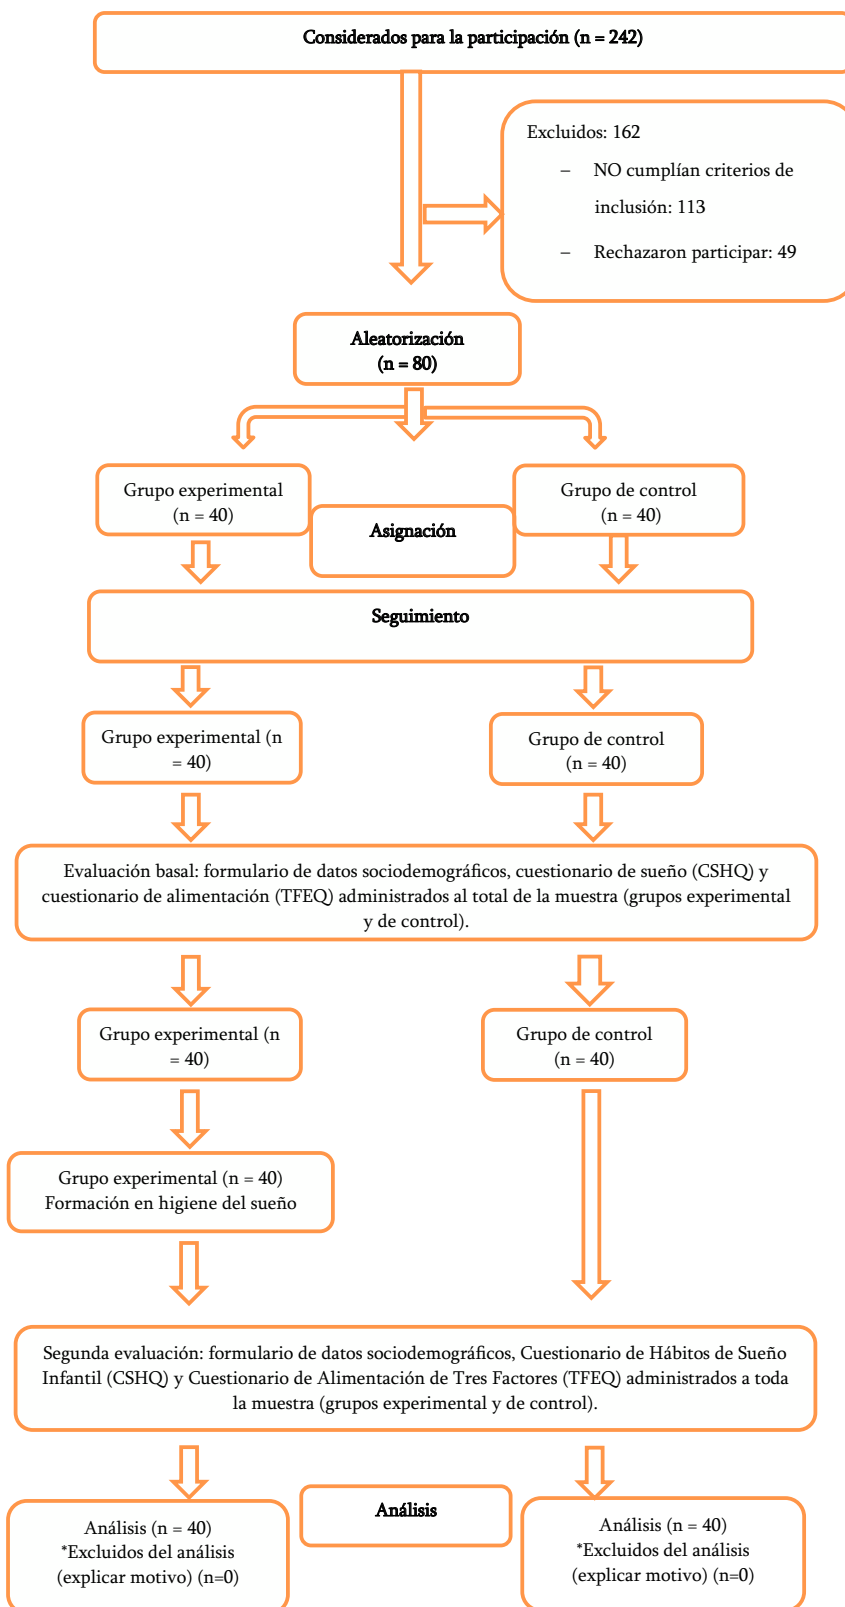 Considerados para la participación (n = 242)
Excluidos: 162
– NO cumplían criterios de
inclusión: 113
– Rechazaron participar: 49
Aleatorización
(n = 80)
Grupo experimental
(n = 40)
Grupo de control
(n = 40)
Asignación
Seguimiento
Grupo experimental (n
= 40)
Grupo de control
(n = 40)
Evaluación basal: formulario de datos sociodemográficos, cuestionario de sueño (CSHQ) y
cuestionario de alimentación (TFEQ) administrados al total de la muestra (grupos experimental
y de control).
Grupo experimental (n
= 40)
Grupo de control
(n = 40)
Grupo experimental (n = 40)
Formación en higiene del sueño
Segunda evaluación: formulario de datos sociodemográficos, Cuestionario de Hábitos de Sueño
Infantil (CSHQ) y Cuestionario de Alimentación de Tres Factores (TFEQ) administrados a toda
la muestra (grupos experimental y de control).
Análisis (n = 40)
*Excluidos del análisis
(explicar motivo) (n=0)
Análisis
Análisis (n = 40)
*Excluidos del análisis
(explicar motivo) (n=0)